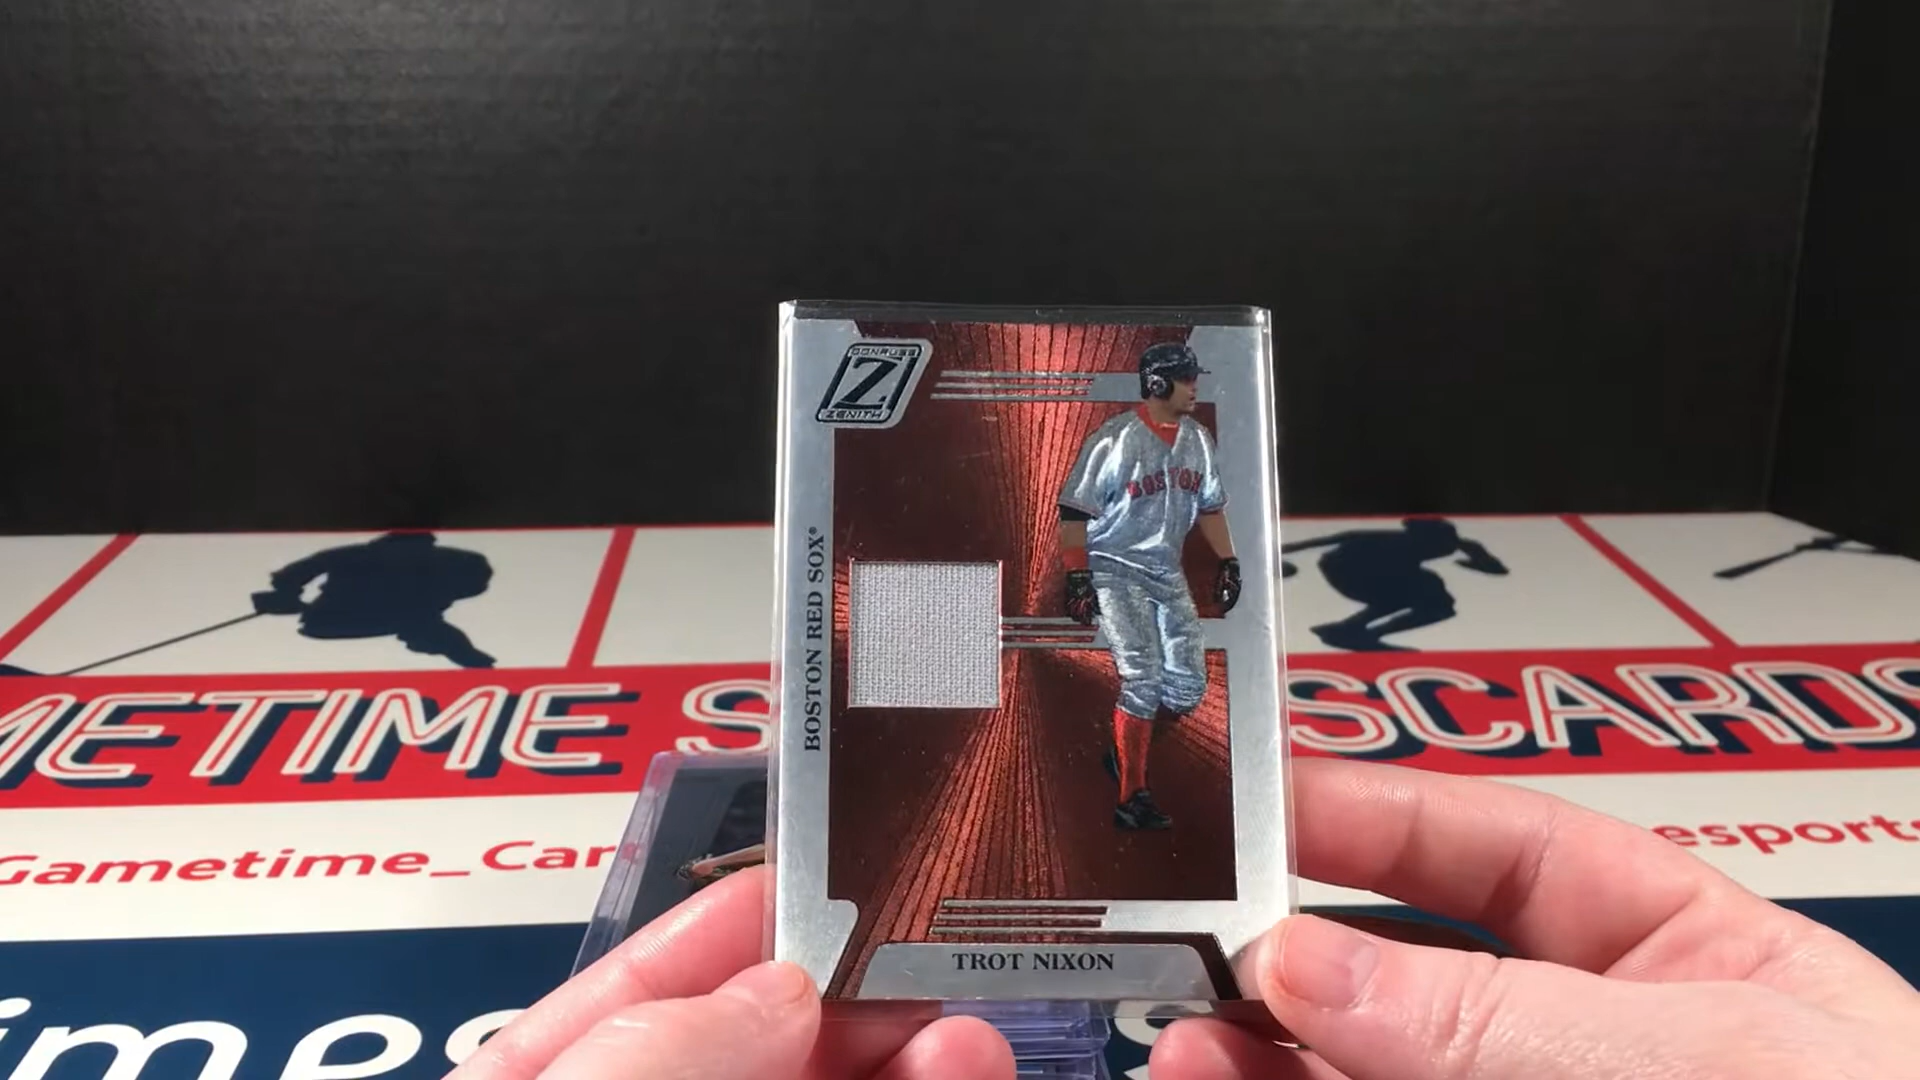 DONRUSS
Z
ZENITH
BOSTON
BOSTON RED SOX®
TROT NIXON
METIME S
SCARDS
Gametime_Car
esports
imes